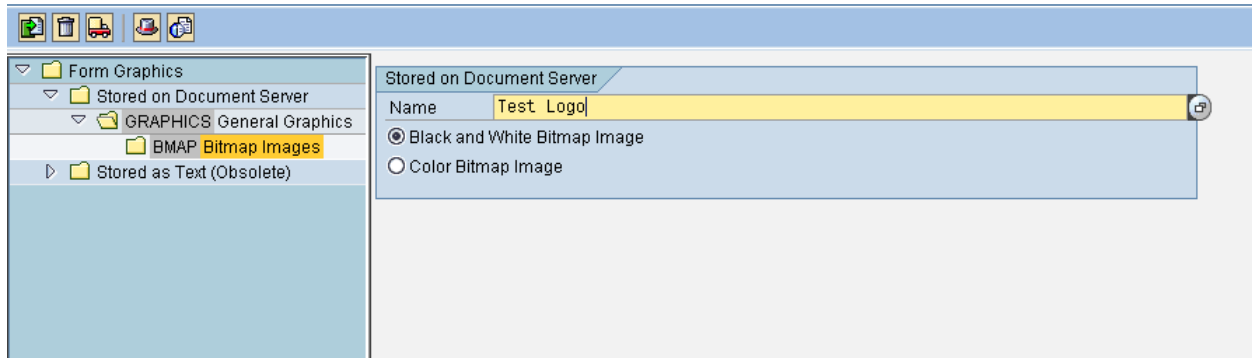 Form Graphics
Stored on Document Server
GRAPHICS General Graphics
BMAP Bitmap Images
Stored as Text (Obsolete)
Stored on Document Server
Name Test Logo
Black and White Bitmap Image
Color Bitmap Image